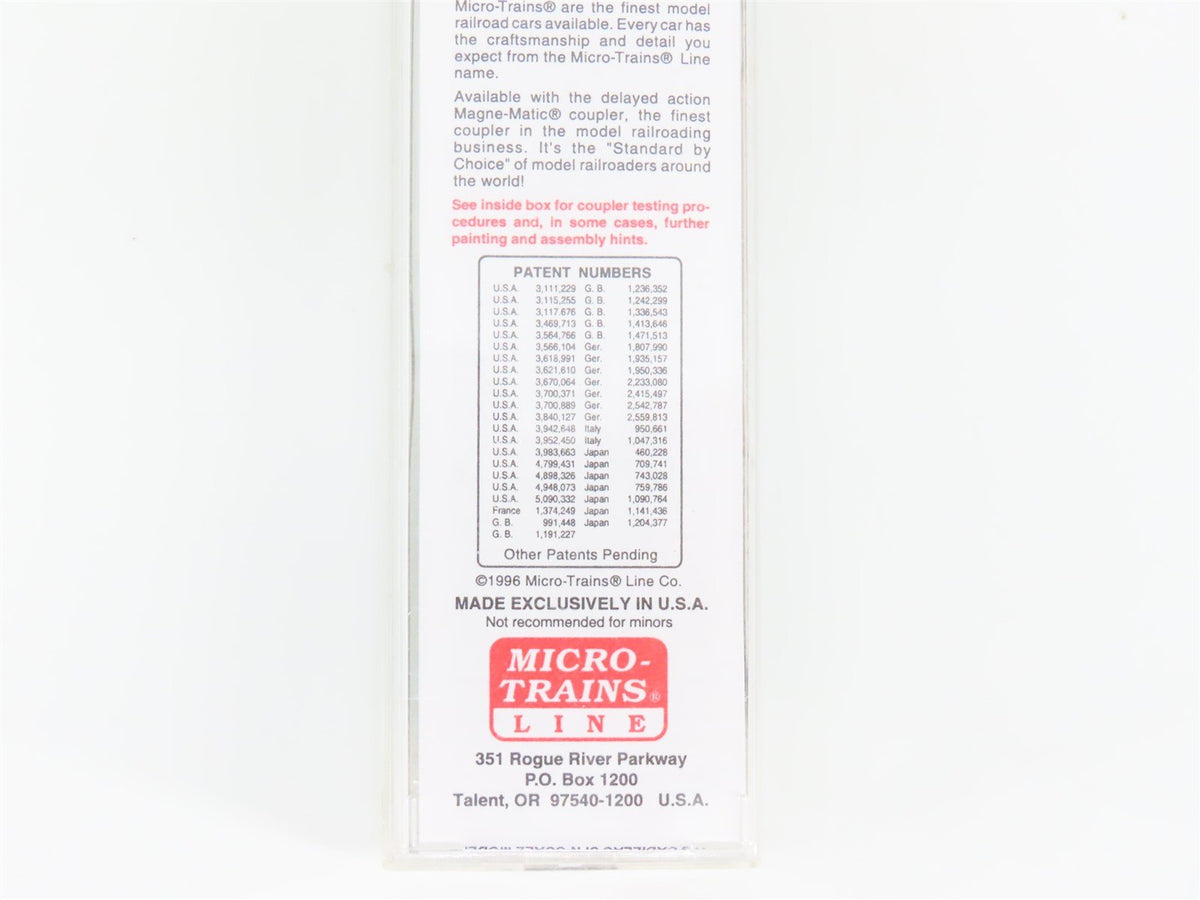 Micro-Trains® are the finest model
railroad cars available. Every car has
the craftsmanship and detail you
expect from the Micro-Trains® Line
name.
Available with the delayed action
Magne-Matic® coupler, the finest
coupler in the model railroading
business. It's the "Standard by
Choice" of model railroaders around
the world!
See inside box for coupler testing pro-
cedures and, in some cases, further
painting and assembly hints.
PATENT NUMBERS
U.S.A. 3,111,229 G. B. 1,236,352
U.S.A. 3,115,255 G. B. 1,242,299
U.S.A. 3,117.676 G. B. 1,336,543
U.S.A. 3,469,713 G. B. 1,413,646
U.S.A. 3,564,766 G. B. 1,471,513
U.S.A. 3,566,104 Ger. 1,807,990
U.S.A. 3,618,991 Ger. 1,935,157
U.S.A. 3,621,610 Ger. 1,950,336
U.S.A. 3,670,064 Ger. 2,233,080
U.S.A. 3,700,371 Ger. 2,415,497
U.S.A. 3,700,889 Ger. 2,542,787
U.S.A. 3,840,127 Ger. 2,559,813
U.S.A. 3,942,648 Italy 950,661
U.S.A. 3,952,450 Italy 1,047,316
U.S.A. 3,983,663 Japan 460,228
U.S.A. 4,799,431 Japan 709,741
U.S.A. 4,898,326 Japan 743,028
U.S.A. 4,948,073 Japan 759,786
U.S.A. 5,090,332 Japan 1,090,764
France 1,374,249 Japan 1,141,436
G. B. 991,448 Japan 1,204,377
G. B. 1,191,227
Other Patents Pending
©1996 Micro-Trains® Line Co.
MADE EXCLUSIVELY IN U.S.A.
Not recommended for minors
MICRO-
TRAINS®
LINE
351 Rogue River Parkway
P.O. Box 1200
Talent, OR 97540-1200 U.S.A.